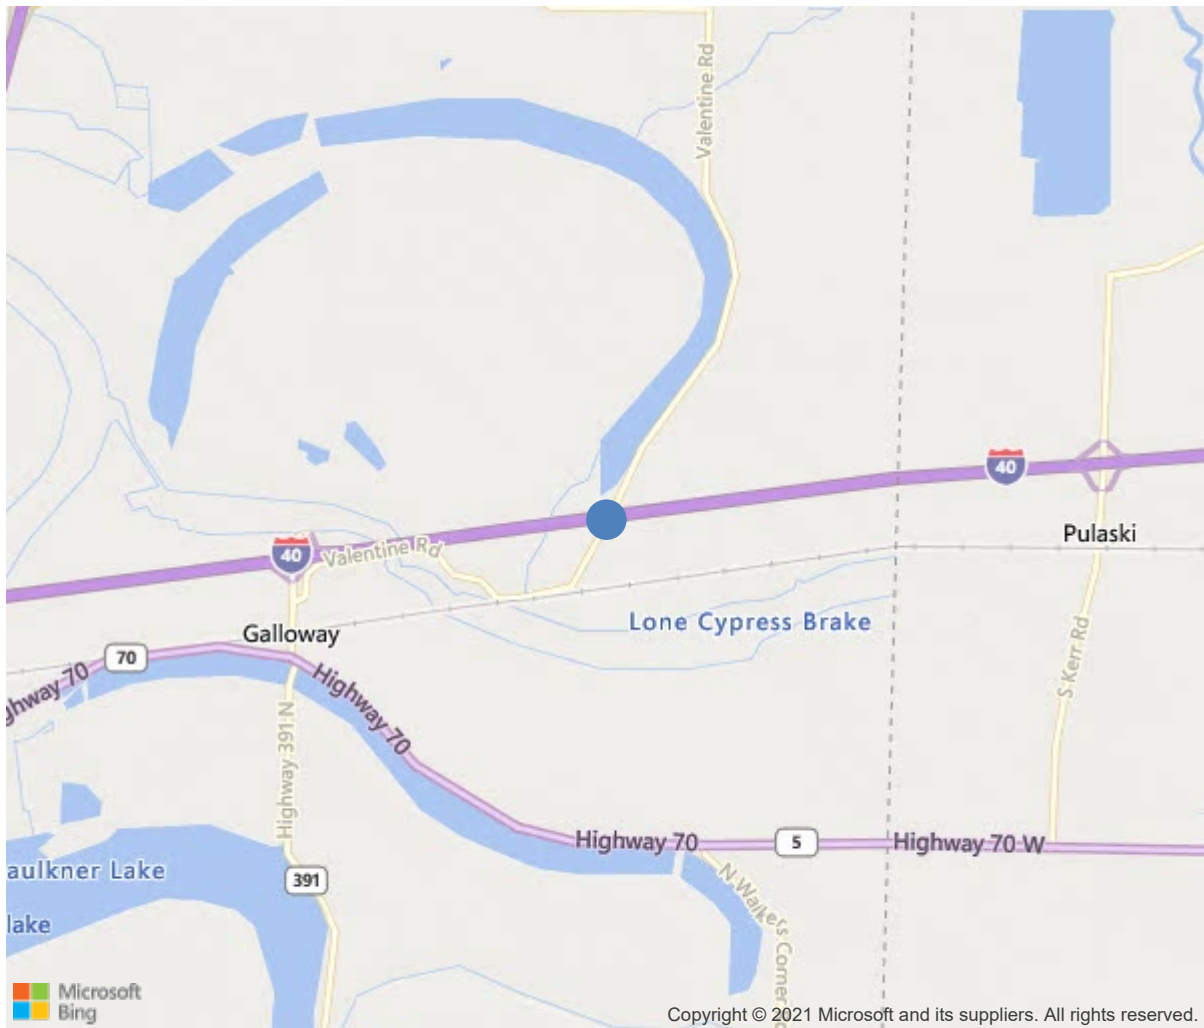 Valentine Rd
40
Pulaski
40
Valentine Rd
Galloway
Lone Cypress Brake
70
ghway 70
Highway 70
S Kerr Rd
Highway 391 N
Highway 70
5
Highway 70 W
aulkner Lake
391
N Walkers Corner
lake
Microsoft
Bing
Copyright © 2021 Microsoft and its suppliers. All rights reserved.